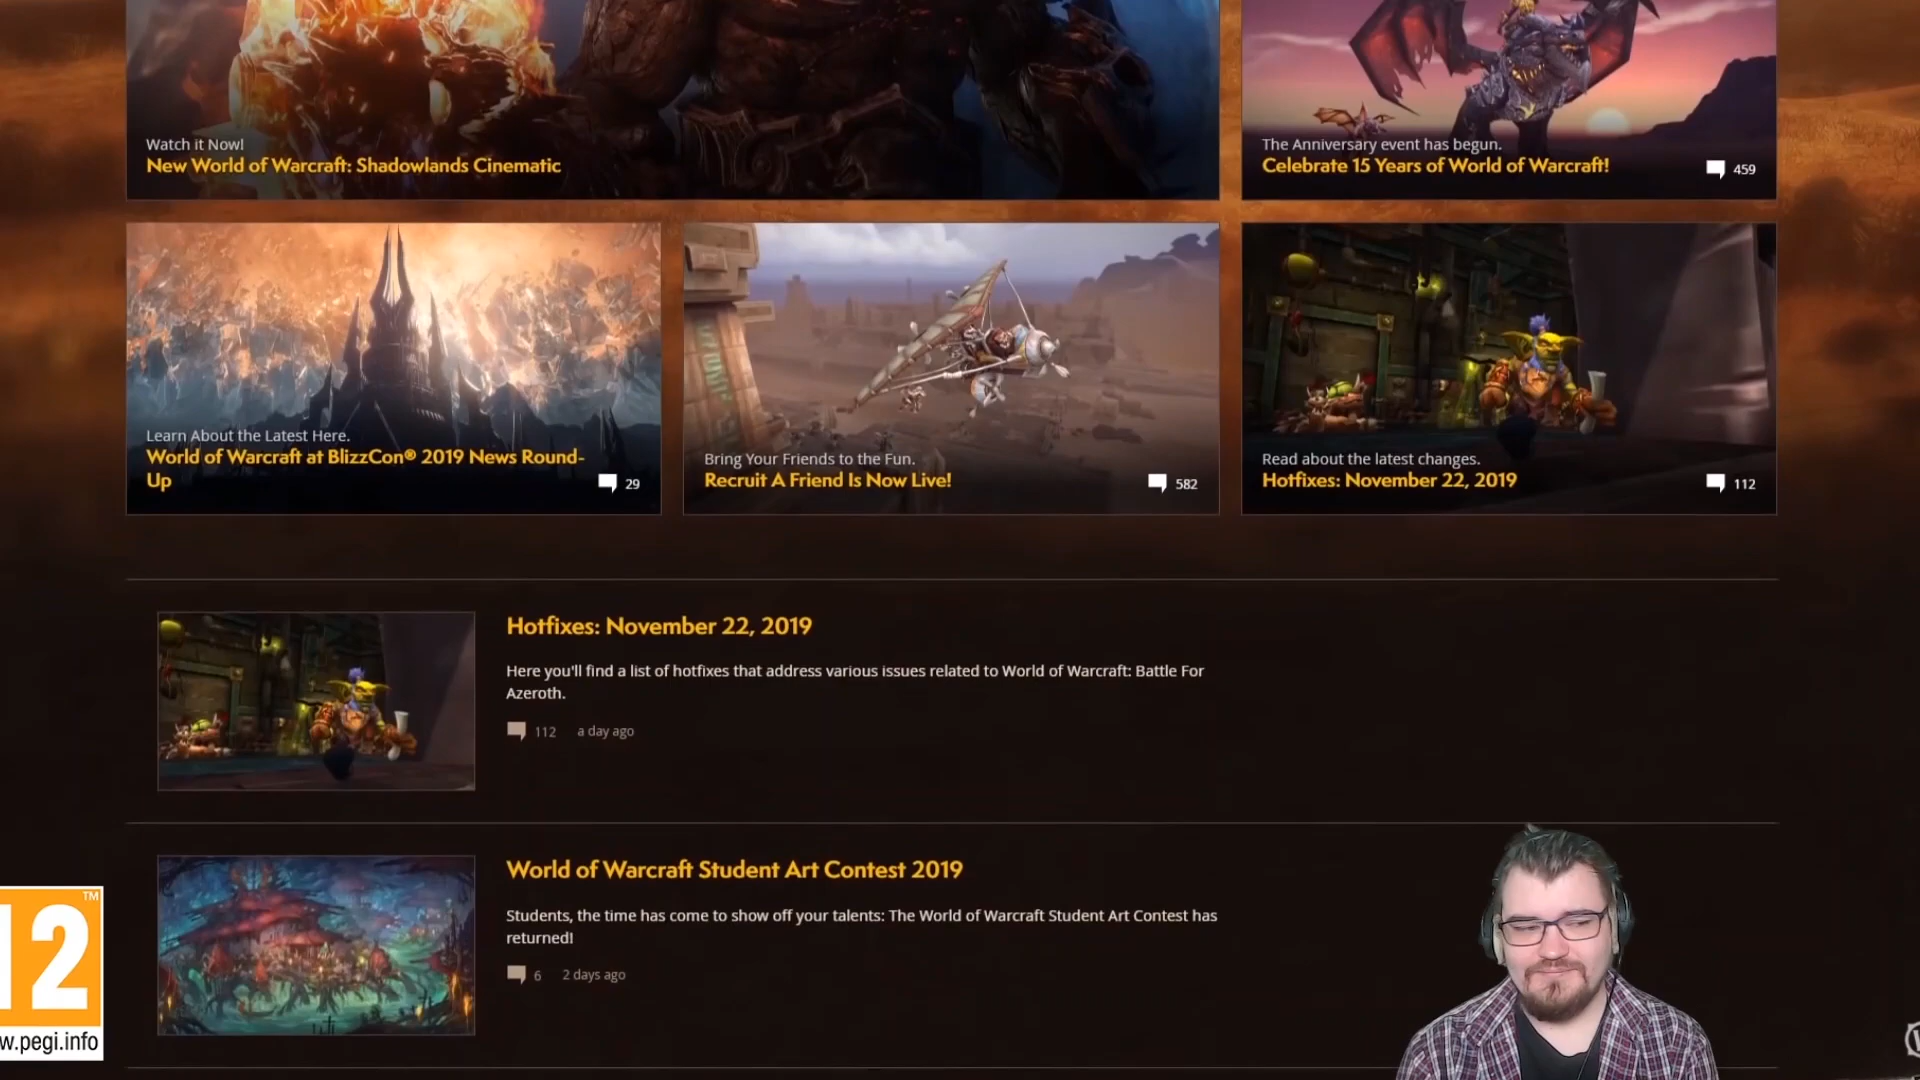 Watch it Now!
New World of Warcraft: Shadowlands Cinematic
The Anniversary event has begun.
Celebrate 15 Years of World of Warcraft!
459
Learn About the Latest Here.
World of Warcraft at BlizzCon® 2019 News Round-
Up
29
Bring Your Friends to the Fun.
Recruit A Friend Is Now Live!
582
Read about the latest changes.
Hotfixes: November 22, 2019
112
Hotfixes: November 22, 2019
Here you'll find a list of hotfixes that address various issues related to World of Warcraft: Battle For
Azeroth.
112 a day ago
World of Warcraft Student Art Contest 2019
Students, the time has come to show off your talents: The World of Warcraft Student Art Contest has
returned!
6 2 days ago
12 ™
w.pegi.info